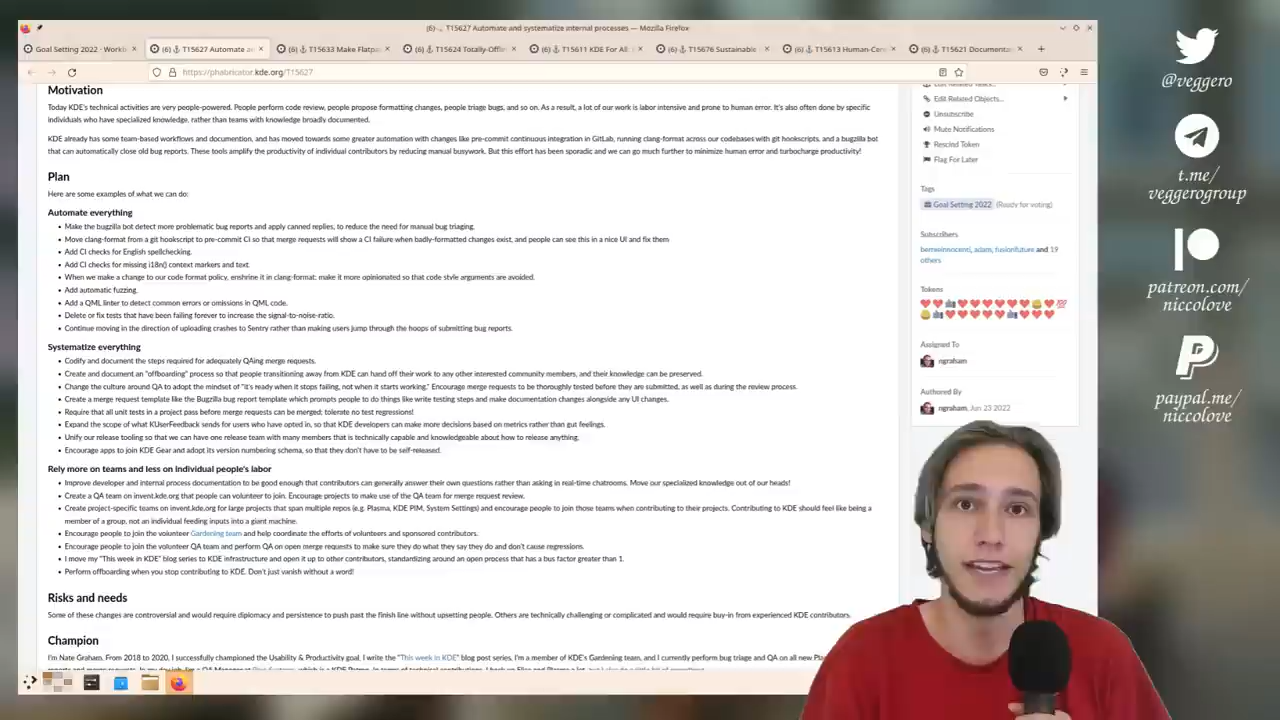 (6) ⚓ T15627 Automate and systematize internal processes — Mozilla Firefox
Goal Setting 2022 · Workb
(6) ⚓ T15627 Automate a
(6) ⚓ T15633 Make Flatp
(6) ⚓ T15624 Totally-Offli
(6) ⚓ T15611 KDE For All:
(6) ⚓ T15676 Sustainable
(6) ⚓ T15613 Human-Cen
(6) ⚓ T15621 Documenta
https://phabricator.kde.org/T15627
Motivation
Today KDE's technical activities are very people-powered. People perform code review, people propose formatting changes, people triage bugs, and so on. As a result, a lot of our work is labor intensive and prone to human error. It's also often done by specific
individuals who have specialized knowledge, rather than teams with knowledge broadly documented.
KDE already has some team-based workflows and documentation, and has moved towards some greater automation with changes like pre-commit continuous integration in GitLab, running clang-format across our codebases with git hookscripts, and a bugzilla bot
that can automatically close old bug reports. These tools amplify the productivity of individual contributors by reducing manual busywork. But this effort has been sporadic and we can go much further to minimize human error and turbocharge productivity!
Plan
Here are some examples of what we can do:
Automate everything
• Make the bugzilla bot detect more problematic bug reports and apply canned replies, to reduce the need for manual bug triaging.
• Move clang-format from a git hookscript to pre-commit CI so that merge requests will show a CI failure when badly-formatted changes exist, and people can see this in a nice UI and fix them
• Add CI checks for English spellchecking.
• Add CI checks for missing i18n() context markers and text.
• When we make a change to our code format policy, enshrine it in clang-format: make it more opinionated so that code style arguments are avoided.
• Add automatic fuzzing.
• Add a QML linter to detect common errors or omissions in QML code.
• Delete or fix tests that have been failing forever to increase the signal-to-noise-ratio.
• Continue moving in the direction of uploading crashes to Sentry rather than making users jump through the hoops of submitting bug reports.
Systematize everything
• Codify and document the steps required for adequately QAing merge requests.
• Create and document an "offboarding" process so that people transitioning away from KDE can hand off their work to any other interested community members, and their knowledge can be preserved.
• Change the culture around QA to adopt the mindset of "it's ready when it stops failing, not when it starts working." Encourage merge requests to be thoroughly tested before they are submitted, as well as during the review process.
• Create a merge request template like the Bugzilla bug report template which prompts people to do things like write testing steps and make documentation changes alongside any UI changes.
• Require that all unit tests in a project pass before merge requests can be merged; tolerate no test regressions!
• Expand the scope of what KUserFeedback sends for users who have opted in, so that KDE developers can make more decisions based on metrics rather than gut feelings.
• Unify our release tooling so that we can have one release team with many members that is technically capable and knowledgeable about how to release anything.
• Encourage apps to join KDE Gear and adopt its version numbering schema, so that they don't have to be self-released.
Rely more on teams and less on individual people's labor
• Improve developer and internal process documentation to be good enough that contributors can generally answer their own questions rather than asking in real-time chatrooms. Move our specialized knowledge out of our heads!
• Create a QA team on invent.kde.org that people can volunteer to join. Encourage projects to make use of the QA team for merge request review.
• Create project-specific teams on invent.kde.org for large projects that span multiple repos (e.g. Plasma, KDE PIM, System Settings) and encourage people to join those teams when contributing to their projects. Contributing to KDE should feel like being a
member of a group, not an individual feeding inputs into a giant machine.
• Encourage people to join the volunteer Gardening team and help coordinate the efforts of volunteers and sponsored contributors.
• Encourage people to join the volunteer QA team and perform QA on open merge requests to make sure they do what they say they do and don't cause regressions.
• I move my "This week in KDE" blog series to KDE infrastructure and open it up to other contributors, standardizing around an open process that has a bus factor greater than 1.
• Perform offboarding when you stop contributing to KDE. Don't just vanish without a word!
Risks and needs
Some of these changes are controversial and would require diplomacy and persistence to push past the finish line without upsetting people. Others are technically challenging or complicated and would require buy-in from experienced KDE contributors.
Champion
I'm Nate Graham. From 2018 to 2020, I successfully championed the Usability & Productivity goal, I write the "This week in KDE" blog post series, I'm a member of KDE's Gardening team, and I currently perform bug triage and QA on all new
Edit Related Objects...
Unsubscribe
Mute Notifications
Rescind Token
Flag For Later
Tags
Goal Setting 2022 (Ready for voting)
Subscribers
berreeinnocenti, adam, fusionfuture and 19
others
Tokens
Assigned To
ngraham
Authored By
ngraham, Jun 23 2022
@veggero
t.me/
veggerogroup
patreon.com/
niccolove
paypal.me/
niccolove